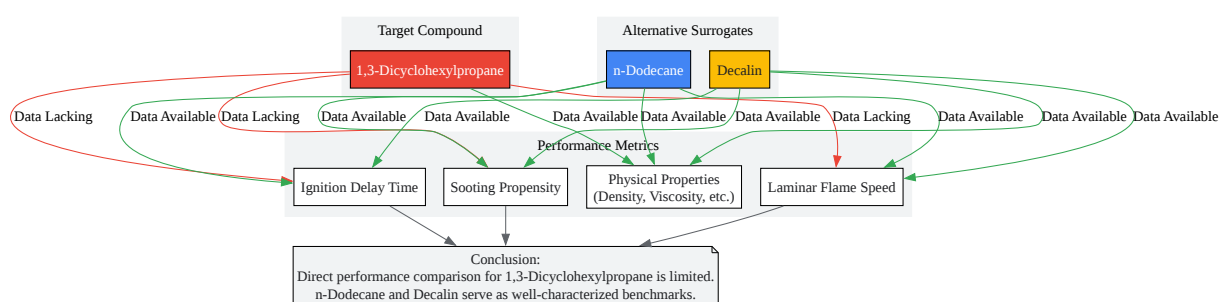 Target Compound
Alternative Surrogates
1,3-Dicyclohexylpropane
n-Dodecane
Decalin
Data Lacking
Data Available
Data Lacking
Data Available
Data Available
Data Available
Data Available
Data Available
Data Lacking
Data Available
Data Available
Data Available
Performance Metrics
Ignition Delay Time
Sooting Propensity
Physical Properties
(Density, Viscosity, etc.)
Laminar Flame Speed
Conclusion:
Direct performance comparison for 1,3-Dicyclohexylpropane is limited.
n-Dodecane and Decalin serve as well-characterized benchmarks.